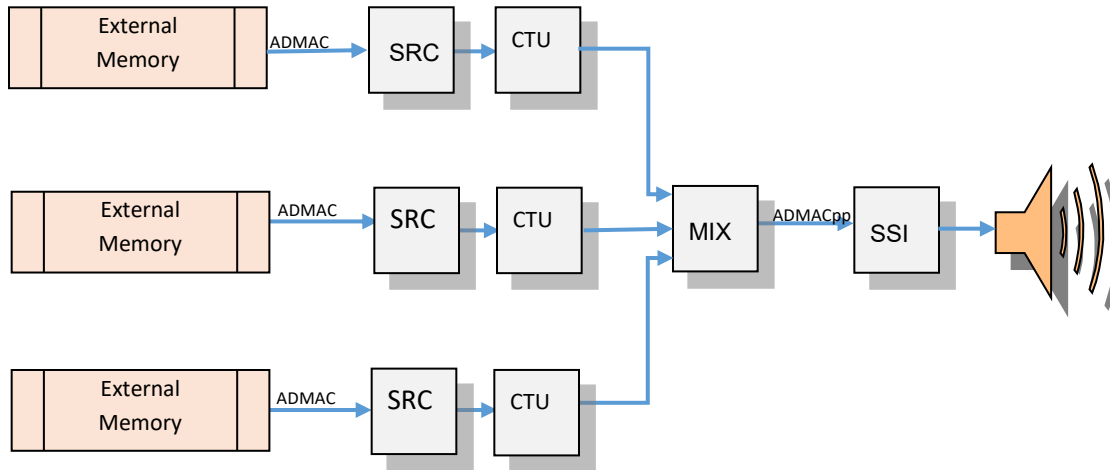 External
Memory
ADMAC
SRC
CTU
External
Memory
ADMAC
SRC
CTU
MIX
ADMACpp
SSI
External
Memory
ADMAC
SRC
CTU